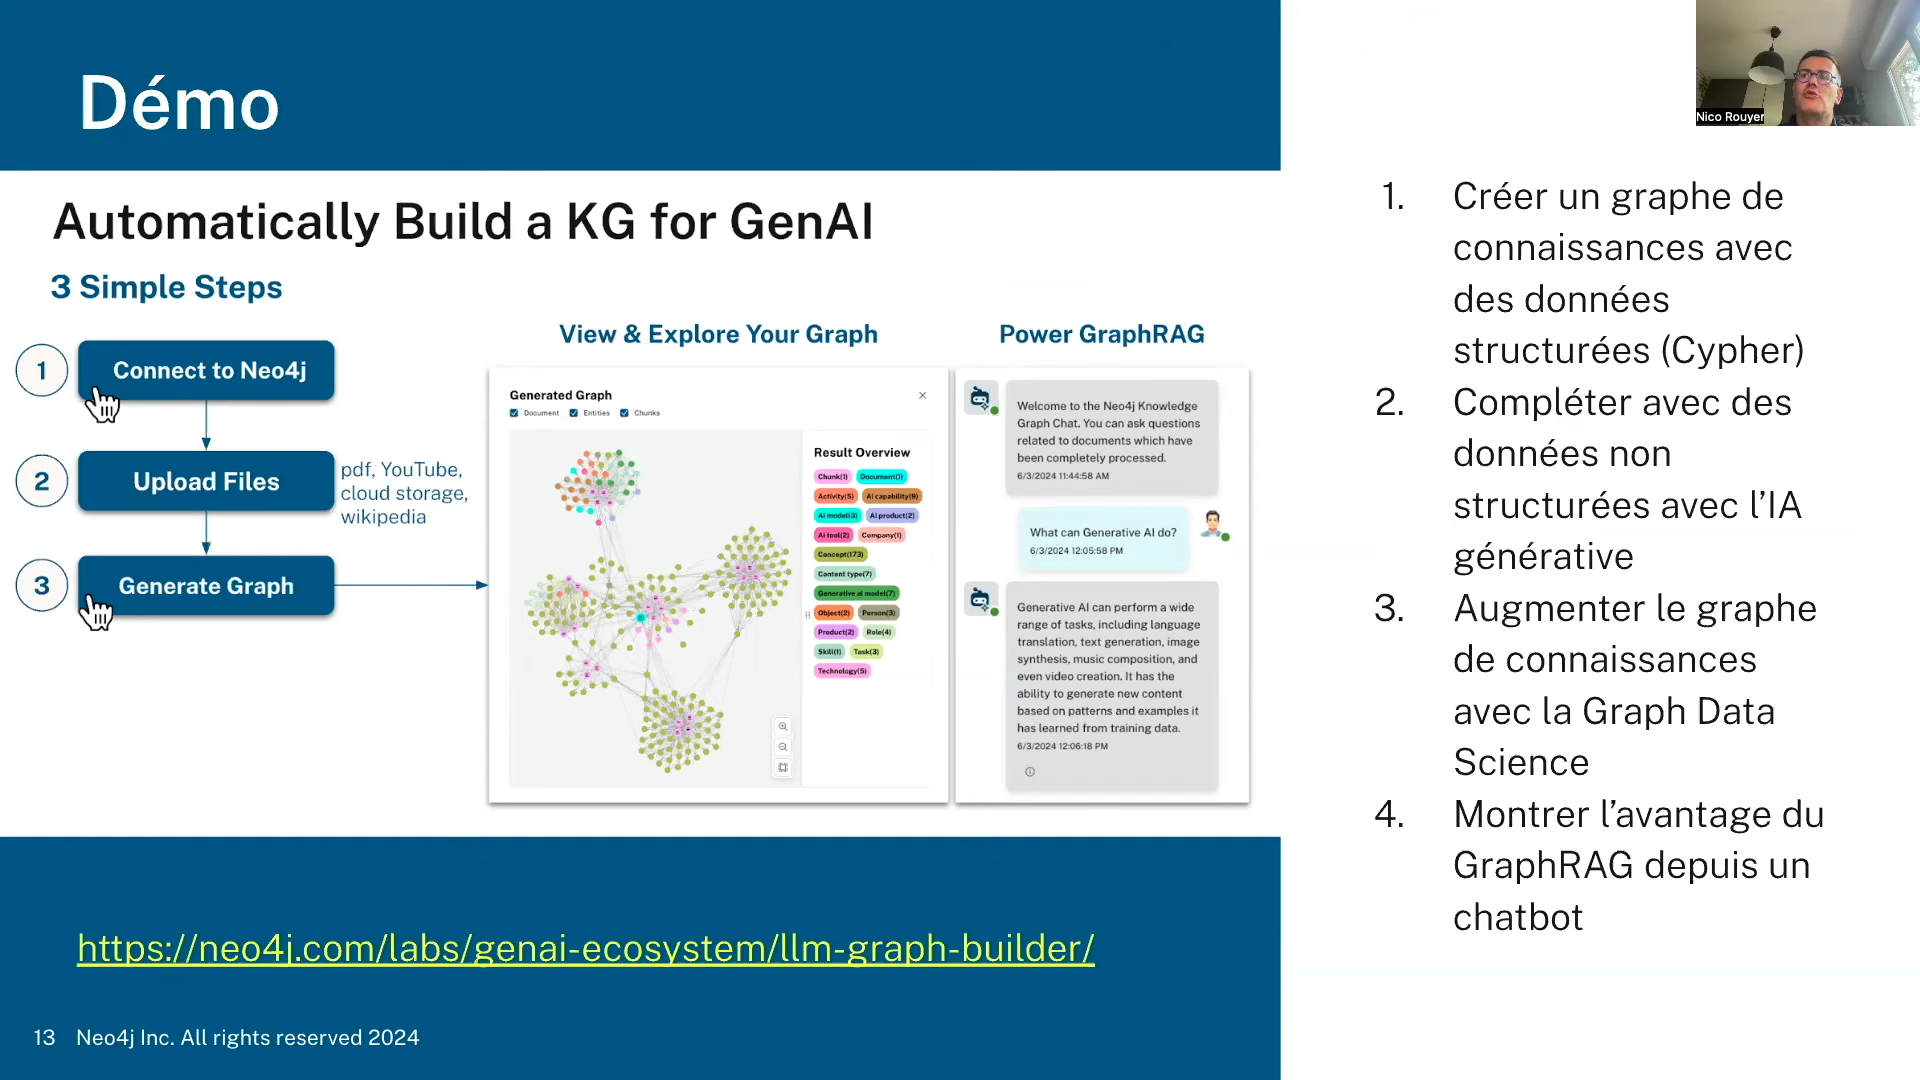 Démo
Nico Rouyer
Automatically Build a KG for GenAI
3 Simple Steps
1
Connect to Neo4j
2
Upload Files
pdf, YouTube,
cloud storage,
wikipedia
3
Generate Graph
View & Explore Your Graph
Generated Graph
Document Entities Chunks
Result Overview
Chunk(1) Document(1)
Activity(5) Ai capability(9)
Ai model(3) Ai product(2)
Ai tool(2) Company(1)
Concept(173)
Content type(7)
Generative ai model(7)
Object(2) Person(3)
Product(2) Role(4)
Skill(1) Task(3)
Technology(5)
Power GraphRAG
Welcome to the Neo4j Knowledge
Graph Chat. You can ask questions
related to documents which have
been completely processed.
6/3/2024 11:44:58 AM
What can Generative AI do?
6/3/2024 12:05:58 PM
Generative AI can perform a wide
range of tasks, including language
translation, text generation, image
synthesis, music composition, and
even video creation. It has the
ability to generate new content
based on patterns and examples it
has learned from training data.
6/3/2024 12:06:18 PM
1. Créer un graphe de
connaissances avec
des données
structurées (Cypher)
2. Compléter avec des
données non
structurées avec l’IA
générative
3. Augmenter le graphe
de connaissances
avec la Graph Data
Science
4. Montrer l’avantage du
GraphRAG depuis un
chatbot
https://neo4j.com/labs/genai-ecosystem/llm-graph-builder/
13 Neo4j Inc. All rights reserved 2024